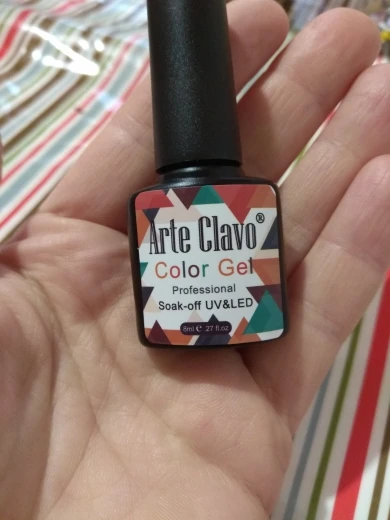 Arte Clavo®
Color Gel
Professional
Soak-off UV&LED
8ml ℮ .27 fl.oz